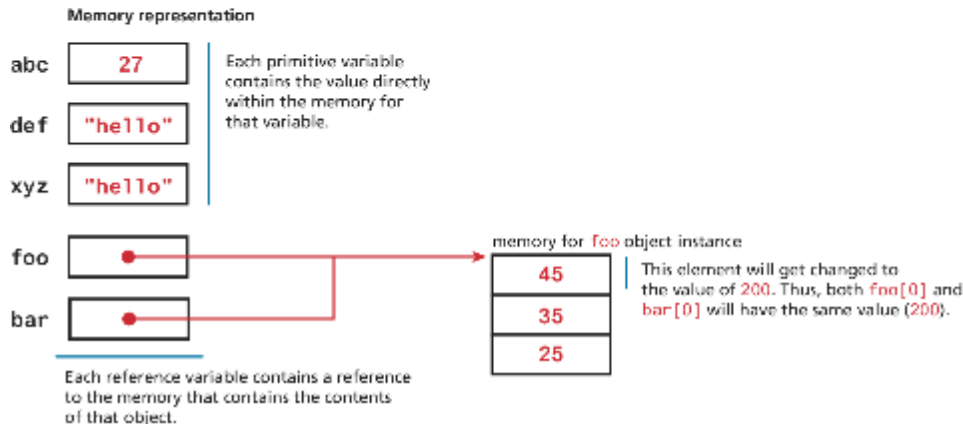 Memory representation
abc 27
Each primitive variable
contains the value directly
within the memory for
that variable.
def "hello"
xyz "hello"
foo
memory for foo object instance
45
This element will get changed to
the value of 200. Thus, both foo[0] and
bar[0] will have the same value (200).
bar
35
25
Each reference variable contains a reference
to the memory that contains the contents
of that object.